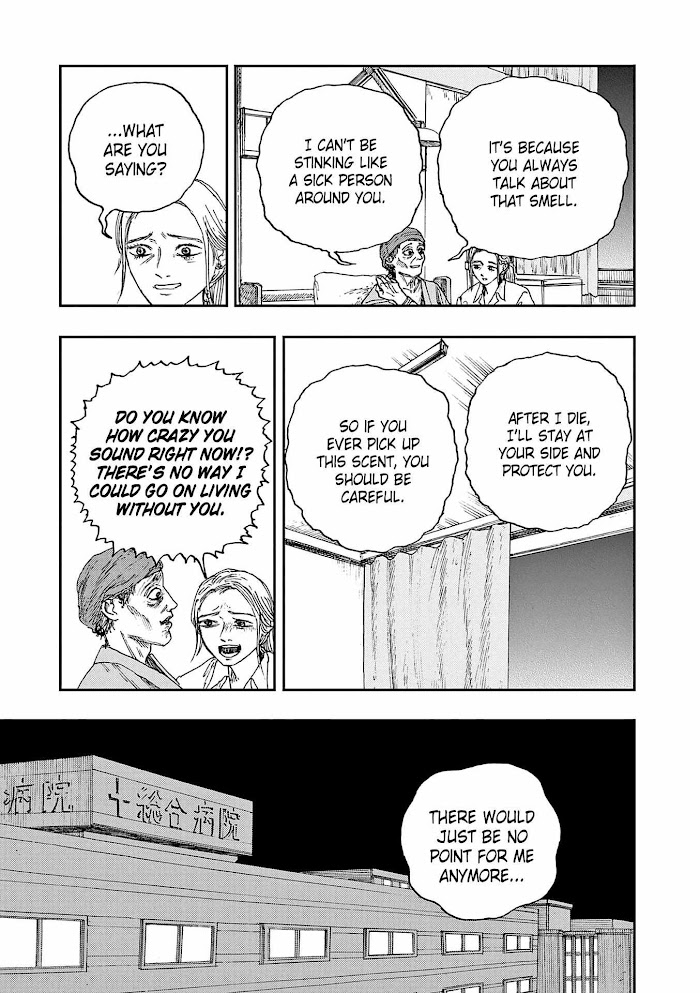 IT'S BECAUSE
YOU ALWAYS
TALK ABOUT
THAT SMELL.
I CAN'T BE
STINKING LIKE
A SICK PERSON
AROUND YOU.
...WHAT
ARE YOU
SAYING?
AFTER I DIE,
I'LL STAY AT
YOUR SIDE AND
PROTECT YOU.
SO IF YOU
EVER PICK UP
THIS SCENT, YOU
SHOULD BE
CAREFUL.
DO YOU KNOW
HOW CRAZY YOU
SOUND RIGHT NOW!?
THERE'S NO WAY I
COULD GO ON LIVING
WITHOUT YOU.
病院
総合病院
THERE WOULD
JUST BE NO
POINT FOR ME
ANYMORE...